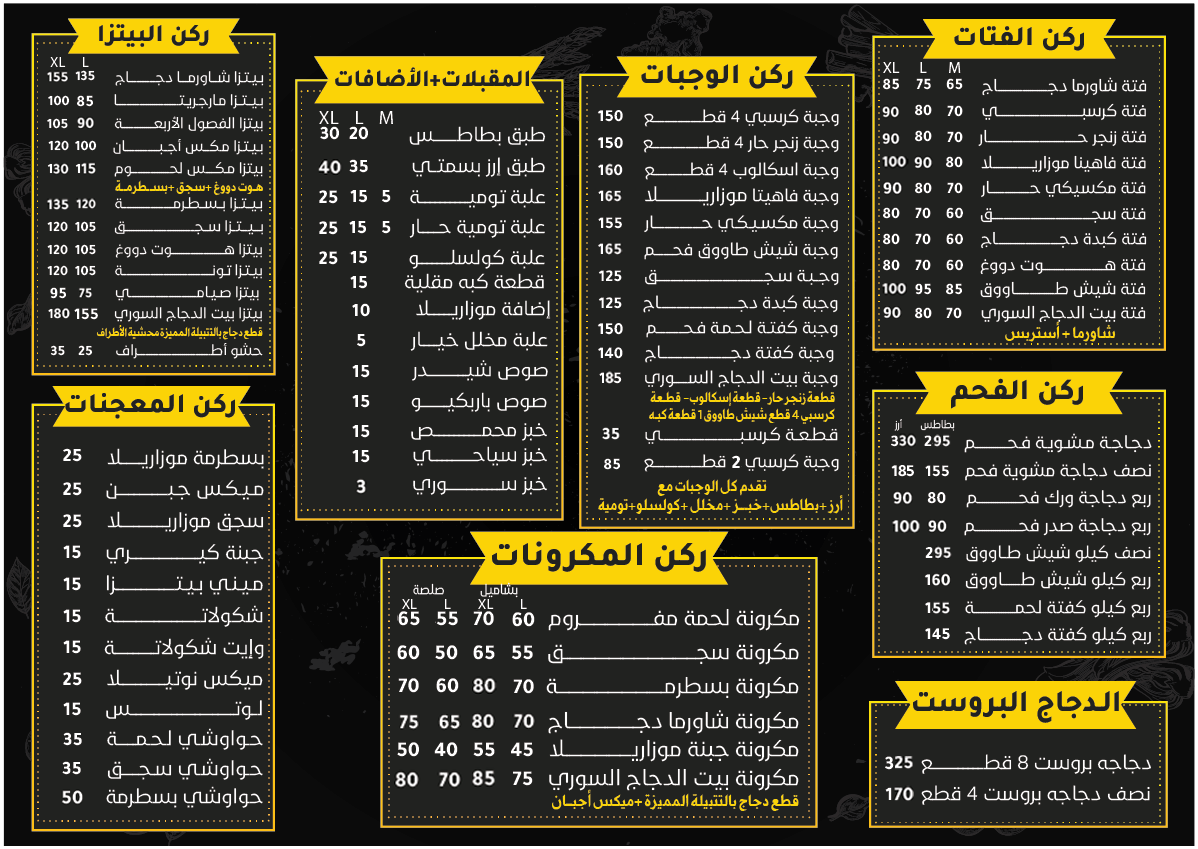 ركن الفتات
XL L M
فتة شاورما دجاج 65 75 85
فتة كرسبي 70 80 90
فتة زنجر حار 70 80 90
فتة فاهيتا موزاريلا 80 90 100
فتة مكسيكي حار 70 80 90
فتة سجق 60 70 80
فتة كبدة دجاج 60 70 80
فتة هوت دووغ 60 70 80
فتة شيش طاووق 85 95 100
فتة بيت الدجاج السوري 70 80 90
شاورما + أستربس
ركن الفحم
بطاطس أرز
دجاجة مشوية فحم 295 330
نصف دجاجة مشوية فحم 155 185
ربع دجاجة ورك فحم 80 90
ربع دجاجة صدر فحم 90 100
نصف كيلو شيش طاووق 295
ربع كيلو شيش طاووق 160
ربع كيلو كفتة لحمة 155
ربع كيلو كفتة دجاج 145
الدجاج البروست
دجاجه بروست 8 قطع 325
نصف دجاجه بروست 4 قطع 170
ركن الوجبات
وجبة كرسبي 4 قطع 150
وجبة زنجر حار 4 قطع 150
وجبة اسكالوب 4 قطع 160
وجبة فاهيتا موزاريلا 165
وجبة مكسيكي حار 155
وجبة شيش طاووق فحم 165
وجبة سجق 125
وجبة كبدة دجاج 125
وجبة كفتة لحمة فحم 150
وجبة كفتة دجاج 140
وجبة بيت الدجاج السوري 185
قطعة زنجر حار- قطعة إسكالوب- قطعة
كرسبي 4 قطع شيش طاووق 1 قطعة كبه
قطعة كرسبي 35
وجبة كرسبي 2 قطع 85
تقدم كل الوجبات مع
أرز +بطاطس+خبز +مخلل +كولسلو+تومية
المقبلات+الأضافات
XL L M
طبق بطاطس 20 30
طبق إرز بسمتي 35 40
علبة تومية 5 15 25
علبة تومية حار 5 15 25
علبة كولسلو 15 25
قطعة كبه مقلية 15
إضافة موزاريلا 10
علبة مخلل خيار 5
صوص شيدر 15
صوص باربكيو 15
خبز محمص 15
خبز سياحي 15
خبز سوري 3
ركن المكرونات
بشاميل صلصة
XL L XL L
مكرونة لحمة مفروم 60 70 55 65
مكرونة سجق 55 65 50 60
مكرونة بسطرمة 70 80 60 70
مكرونة شاورما دجاج 70 80 65 75
مكرونة جبنة موزاريلا 45 55 40 50
مكرونة بيت الدجاج السوري 75 85 70 80
قطع دجاج بالتتبيلة المميزة +ميكس أجبان
ركن البيتزا
XL L
بيتزا شاورما دجاج 135 155
بيتزا مارجريتا 85 100
بيتزا الفصول الأربعة 90 105
بيتزا مكس أجبان 100 120
بيتزا مكس لحوم 115 130
هوت دووغ +سجق +بسطرمة
بيتزا بسطرمة 120 135
بيتزا سجق 105 120
بيتزا هوت دووغ 105 120
بيتزا تونة 105 120
بيتزا صيامي 75 95
بيتزا بيت الدجاج السوري 155 180
قطع دجاج بالتتبيلة المميزة محشية الأطراف
حشو أطراف 25 35
ركن المعجنات
بسطرمة موزاريلا 25
ميكس جبن 25
سجق موزاريلا 25
جبنة كيري 15
ميني بيتزا 15
شكولاتة 15
وايت شكولاتة 15
ميكس نوتيلا 25
لوتس 15
حواوشي لحمة 35
حواوشي سجق 35
حواوشي بسطرمة 50